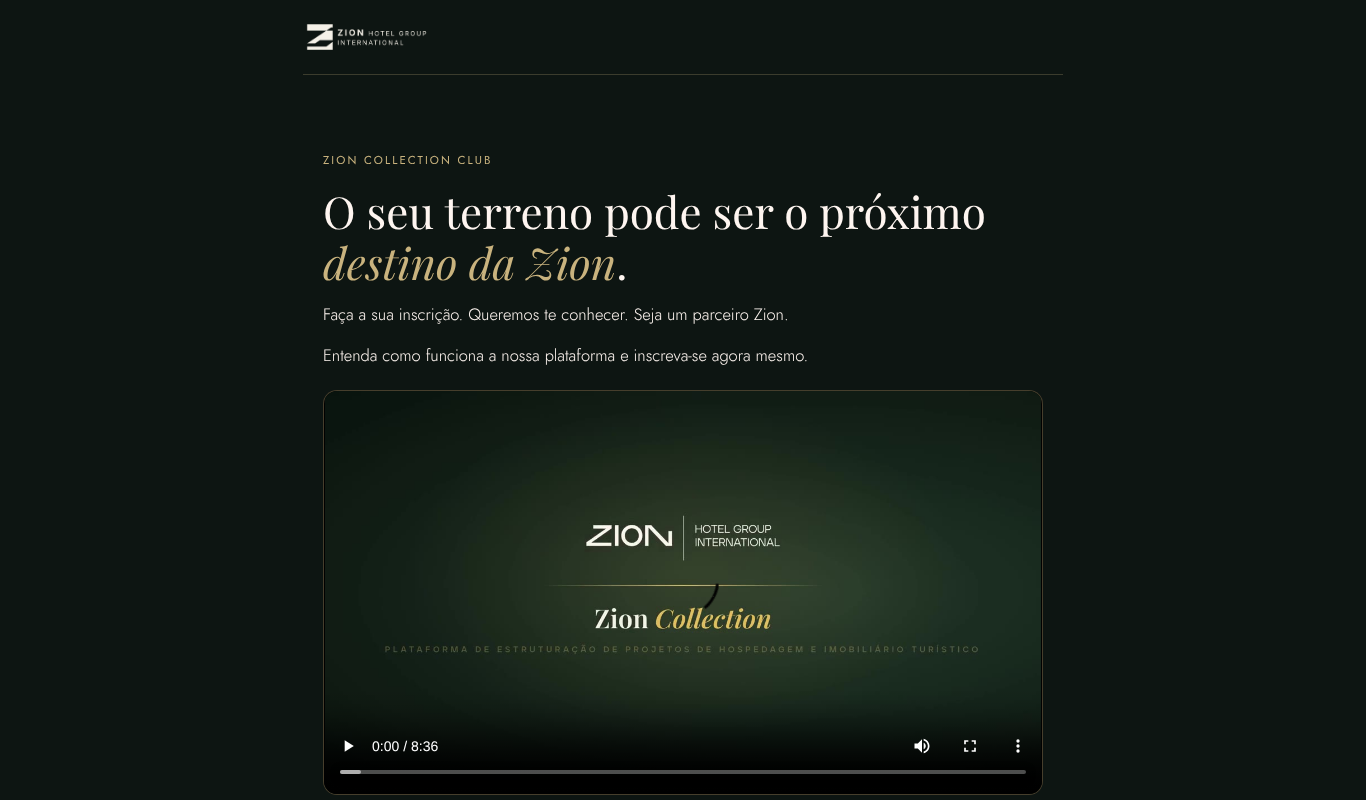 ZION HOTEL GROUP
INTERNATIONAL
ZION COLLECTION CLUB
O seu terreno pode ser o próximo
destino da Zion.
Faça a sua inscrição. Queremos te conhecer. Seja um parceiro Zion.
Entenda como funciona a nossa plataforma e inscreva-se agora mesmo.
ZION HOTEL GROUP
INTERNATIONAL
Zion Collection
PLATAFORMA DE ESTRUTURAÇÃO DE PROJETOS DE HOSPEDAGEM E IMOBILIÁRIO TURÍSTICO
0:00 / 8:36